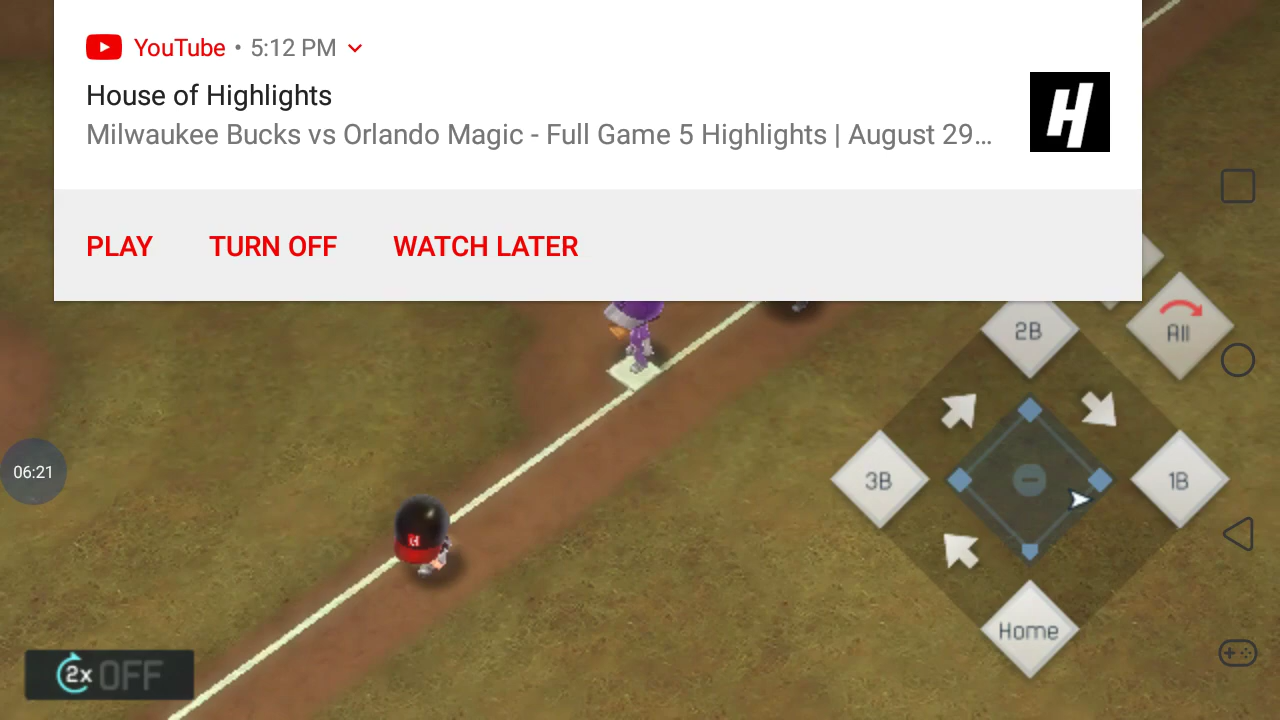 YouTube • 5:12 PM
House of Highlights
Milwaukee Bucks vs Orlando Magic - Full Game 5 Highlights | August 29...
H
PLAY TURN OFF WATCH LATER
2B
All
06:21
3B
1B
Home
2x OFF